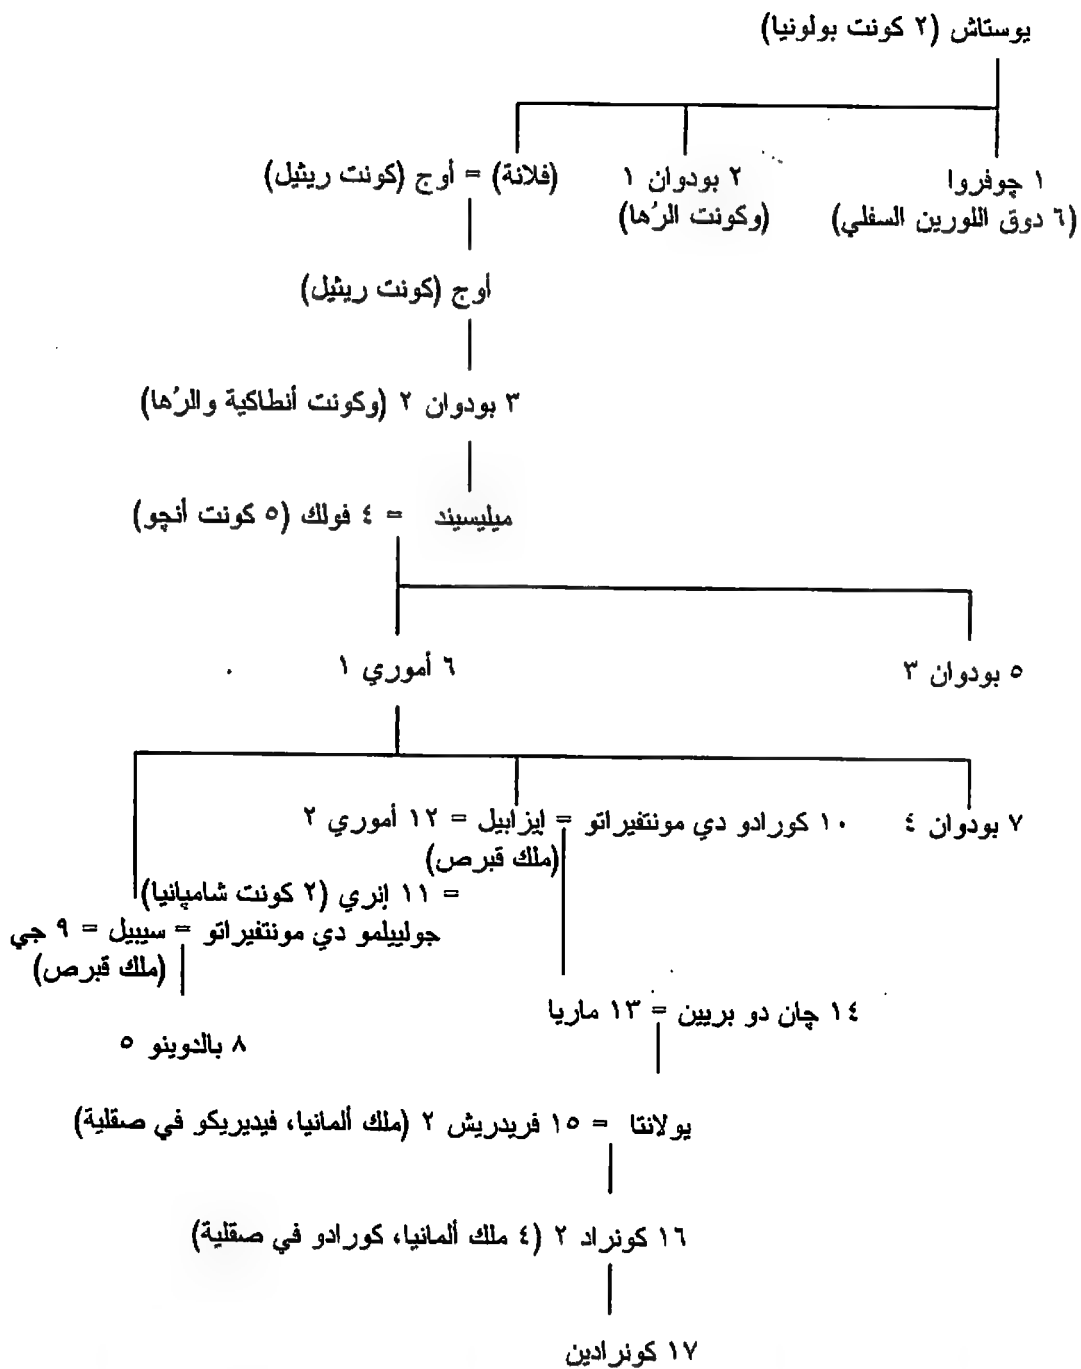 يوستاش (٢ كونت بولونيا)
١ چوفروا
(٦ دوق اللورين السفلي)
٢ بودوان ١
(وكونت الرُها)
(فلانة) = أوج (كونت ريثيل)
أوج (كونت ريثيل)
٣ بودوان ٢ (وكونت أنطاكية والرُها)
ميليسيند = ٤ فولك (٥ كونت أنچو)
٥ بودوان ٣
٦ أموري ١
٧ بودوان ٤
١٠ كورادو دي مونتفيراتو = إيزابيل = ١٢ أموري ٢
(ملك قبرص)
= ١١ إنري (٢ كونت شامپانيا)
جولييلمو دي مونتفيراتو = سيبيل = ٩ جي
(ملك قبرص)
١٤ چان دو بريين = ١٣ ماريا
٨ بالدوينو ٥
يولانتا = ١٥ فريدريش ٢ (ملك ألمانيا، فيديريكو في صقلية)
١٦ كونراد ٢ (٤ ملك ألمانيا، كورادو في صقلية)
١٧ كونرادين